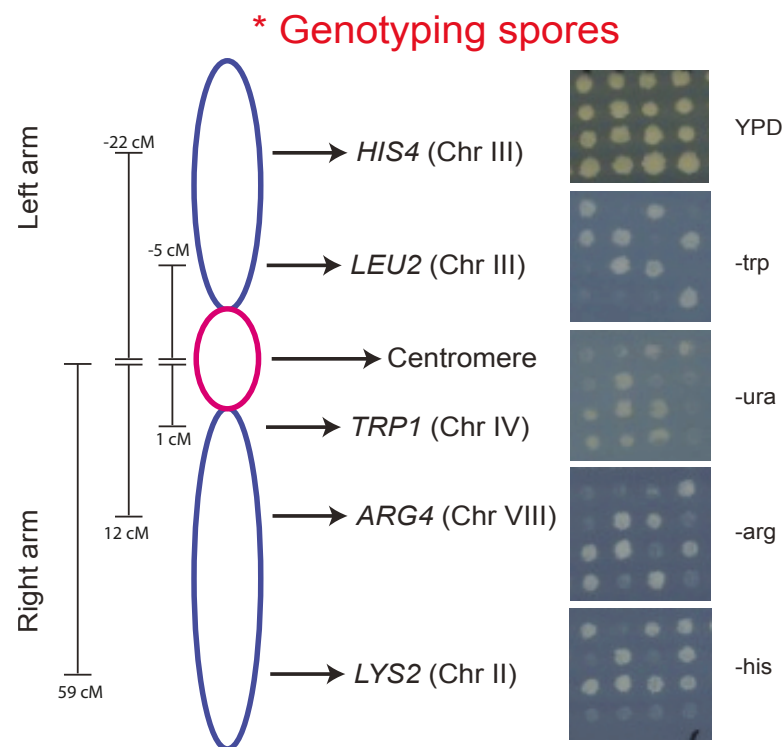 * Genotyping spores
Left arm
Right arm
-22 cM
-5 cM
1 cM
12 cM
59 cM
HIS4 (Chr III)
LEU2 (Chr III)
Centromere
TRP1 (Chr IV)
ARG4 (Chr VIII)
LYS2 (Chr II)
YPD
-trp
-ura
-arg
-his